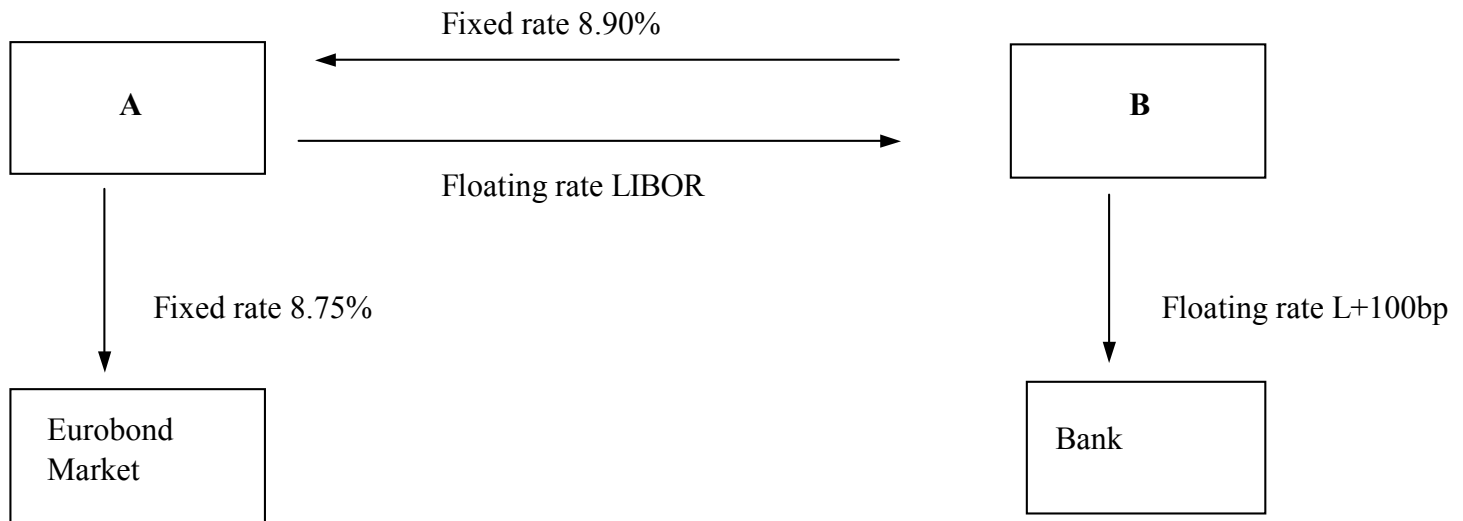 Fixed rate 8.90%
A
B
Floating rate LIBOR
Fixed rate 8.75%
Floating rate L+100bp
Eurobond
Market
Bank